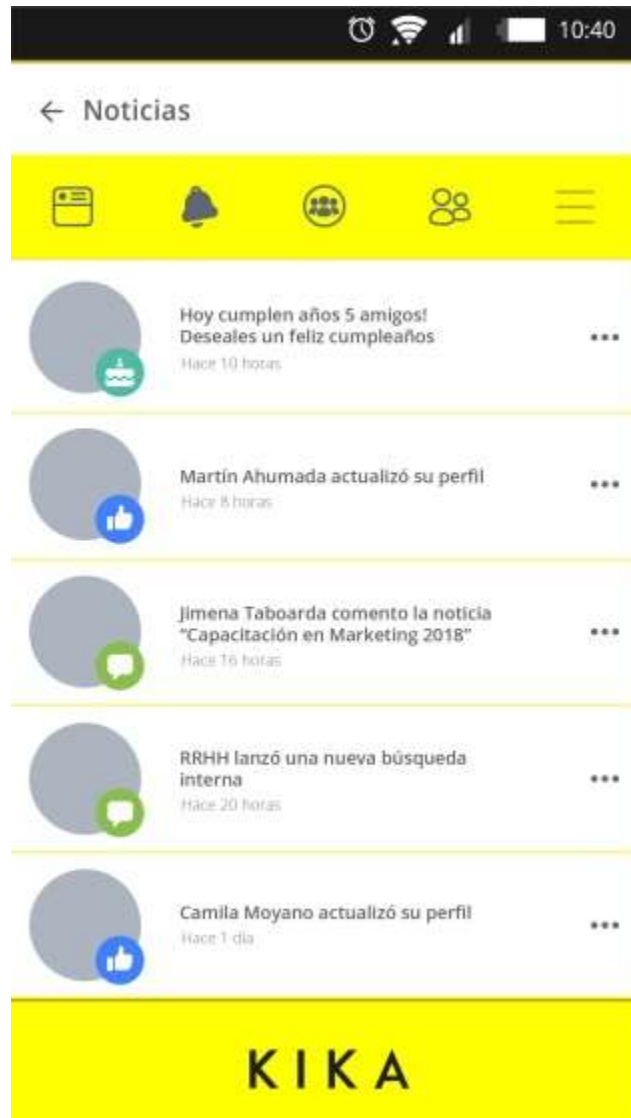 10:40
Noticias
Hoy cumplen años 5 amigos!
Deseales un feliz cumpleaños
Hace 10 horas
Martín Ahumada actualizó su perfil
Hace 8 horas
Jimena Taboarda comento la noticia
“Capacitación en Marketing 2018”
Hace 16 horas
RRHH lanzó una nueva búsqueda
interna
Hace 20 horas
Camila Moyano actualizó su perfil
Hace 1 día
KIKA